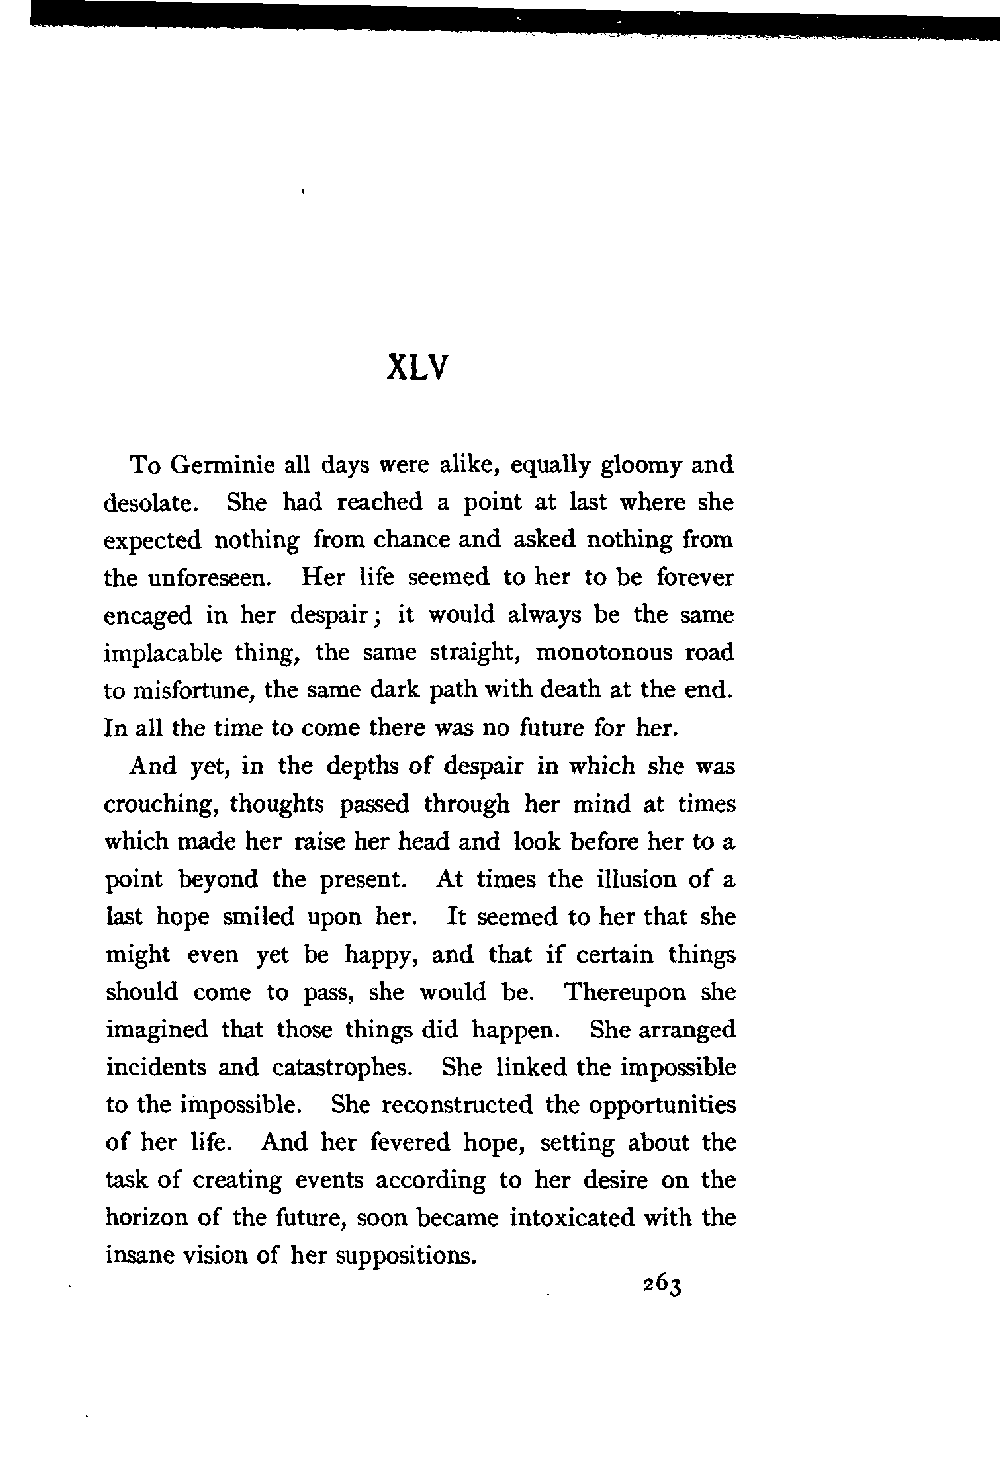 XLV
To Germinie all days were alike, equally gloomy and
desolate. She had reached a point at last where she
expected nothing from chance and asked nothing from
the unforeseen. Her life seemed to her to be forever
encaged in her despair; it would always be the same
implacable thing, the same straight, monotonous road
to misfortune, the same dark path with death at the end.
In all the time to come there was no future for her.
And yet, in the depths of despair in which she was
crouching, thoughts passed through her mind at times
which made her raise her head and look before her to a
point beyond the present. At times the illusion of a
last hope smiled upon her. It seemed to her that she
might even yet be happy, and that if certain things
should come to pass, she would be. Thereupon she
imagined that those things did happen. She arranged
incidents and catastrophes. She linked the impossible
to the impossible. She reconstructed the opportunities
of her life. And her fevered hope, setting about the
task of creating events according to her desire on the
horizon of the future, soon became intoxicated with the
insane vision of her suppositions.
263